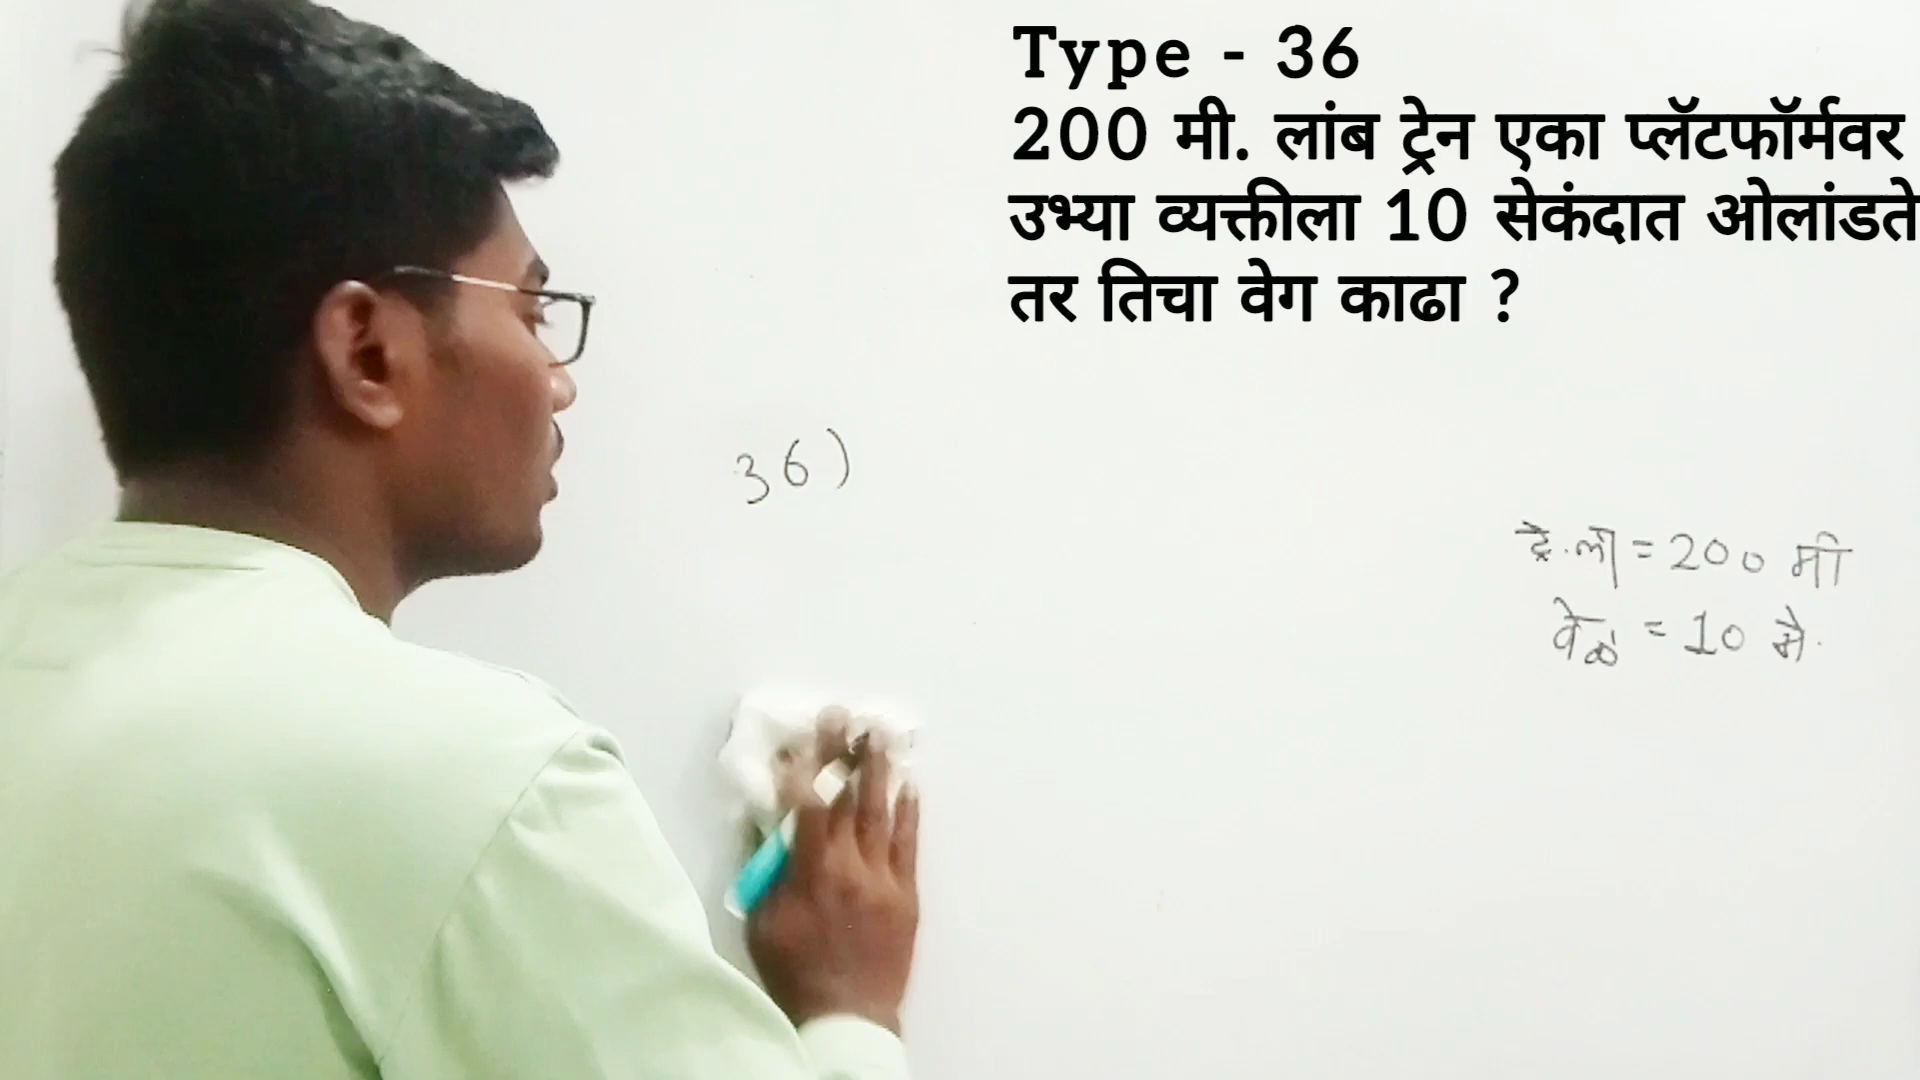 Type - 36
200 मी. लांब ट्रेन एका प्लॅटफॉर्मवर
उभ्या व्यक्तीला 10 सेकंदात ओलांडते
तर तिचा वेग काढा ?
36)
ट्रे.लां = 200 मी
वेळ = 10 से.